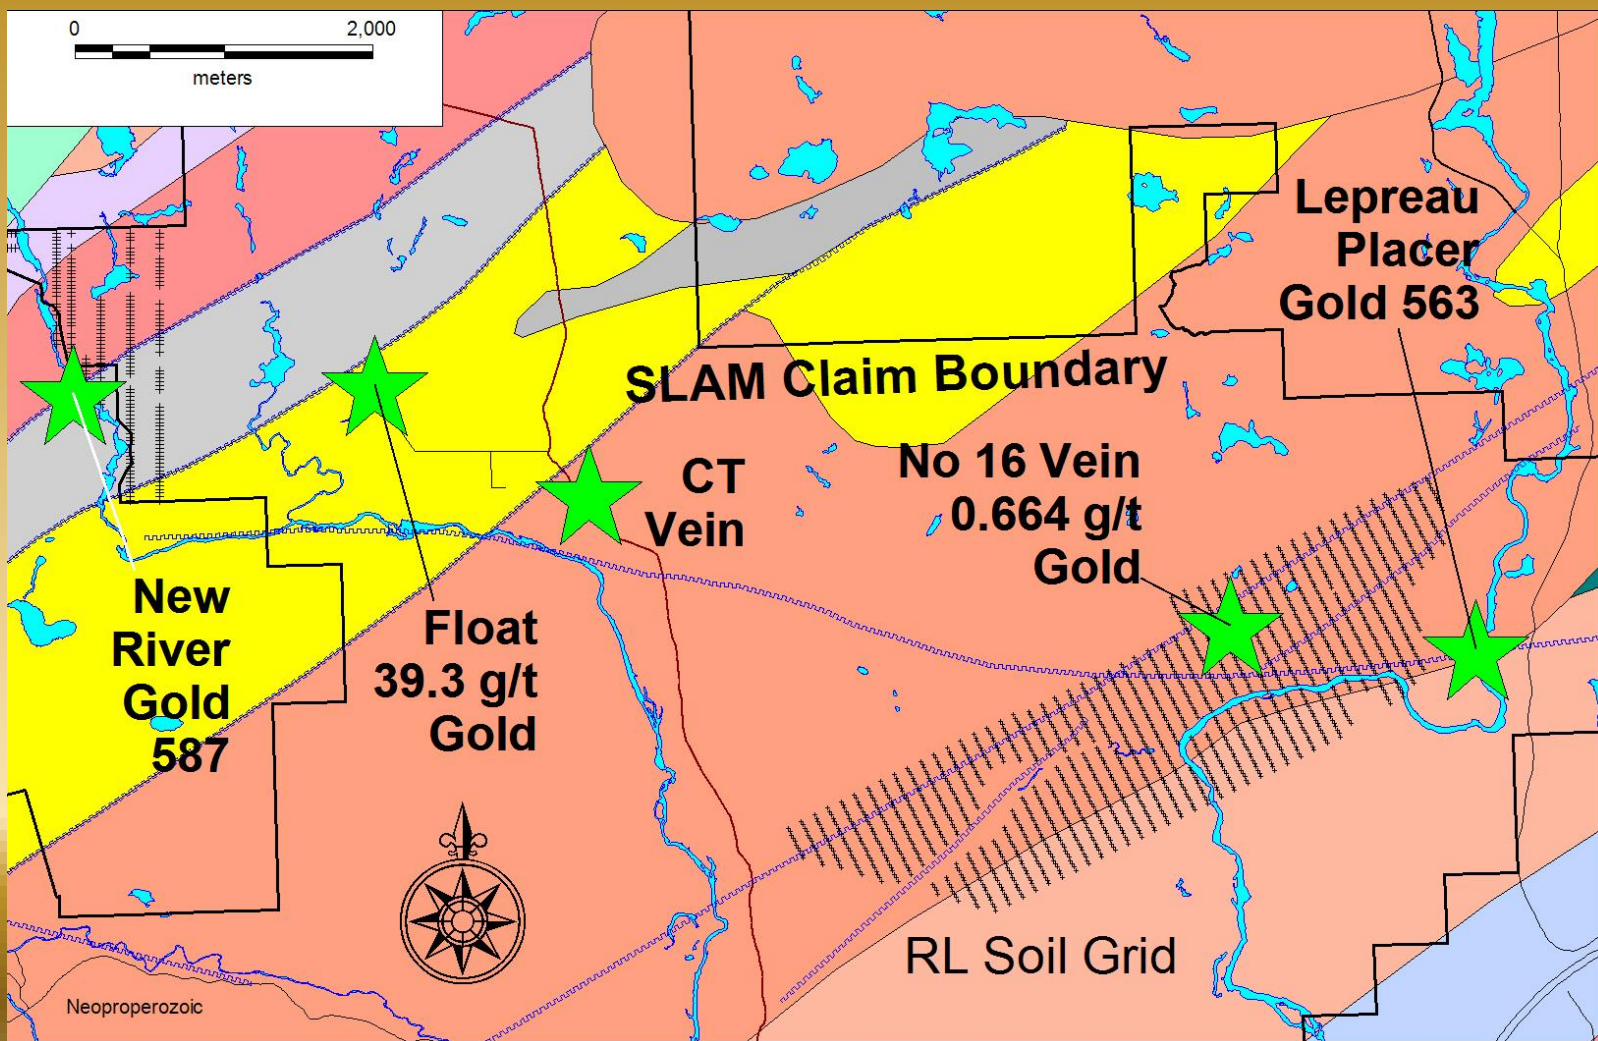 0 2,000
meters
Lepreau
Placer
Gold 563
SLAM Claim Boundary
CT
Vein
No 16 Vein
0.664 g/t
Gold
New
River
Gold
587
Float
39.3 g/t
Gold
RL Soil Grid
Neoproperozoic